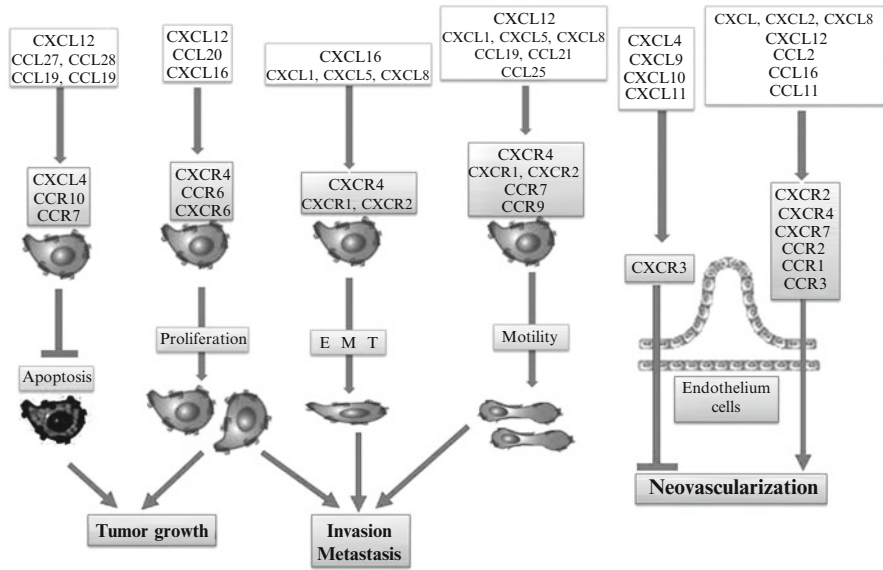 CXCL12
CCL27, CCL28
CCL19, CCL19
CXCL12
CCL20
CXCL16
CXCL16
CXCL1, CXCL5, CXCL8
CXCL12
CXCL1, CXCL5, CXCL8
CCL19, CCL21
CCL25
CXCL4
CXCL9
CXCL10
CXCL11
CXCL, CXCL2, CXCL8
CXCL12
CCL2
CCL16
CCL11
CXCL4
CCR10
CCR7
CXCR4
CCR6
CXCR6
CXCR4
CXCR1, CXCR2
CXCR4
CXCR1, CXCR2
CCR7
CCR9
CXCR3
CXCR2
CXCR4
CXCR7
CCR2
CCR1
CCR3
Apoptosis
Proliferation
E M T
Motility
Endothelium
cells
Tumor growth
Invasion
Metastasis
Neovascularization